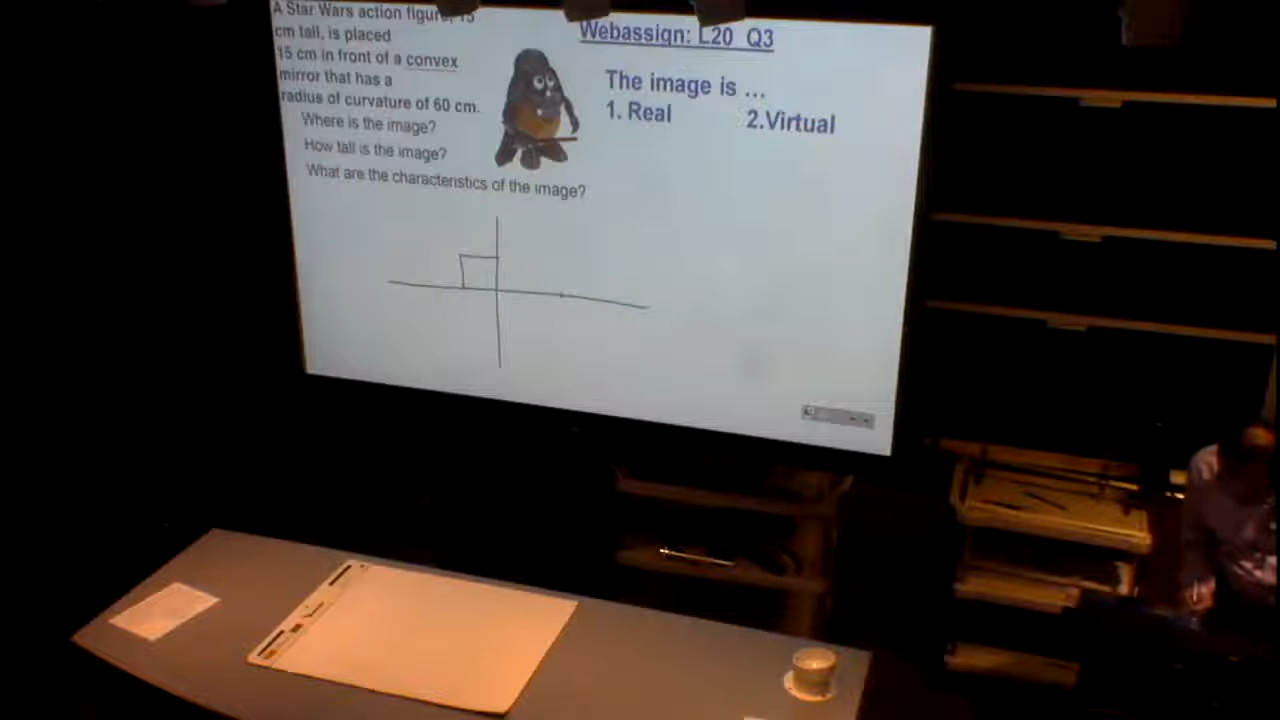 A Star Wars action figure, 15
cm tall, is placed
15 cm in front of a convex
mirror that has a
radius of curvature of 60 cm.
Where is the image?
How tall is the image?
What are the characteristics of the image?
Webassign: L20 Q3
The image is ...
1. Real 2.Virtual